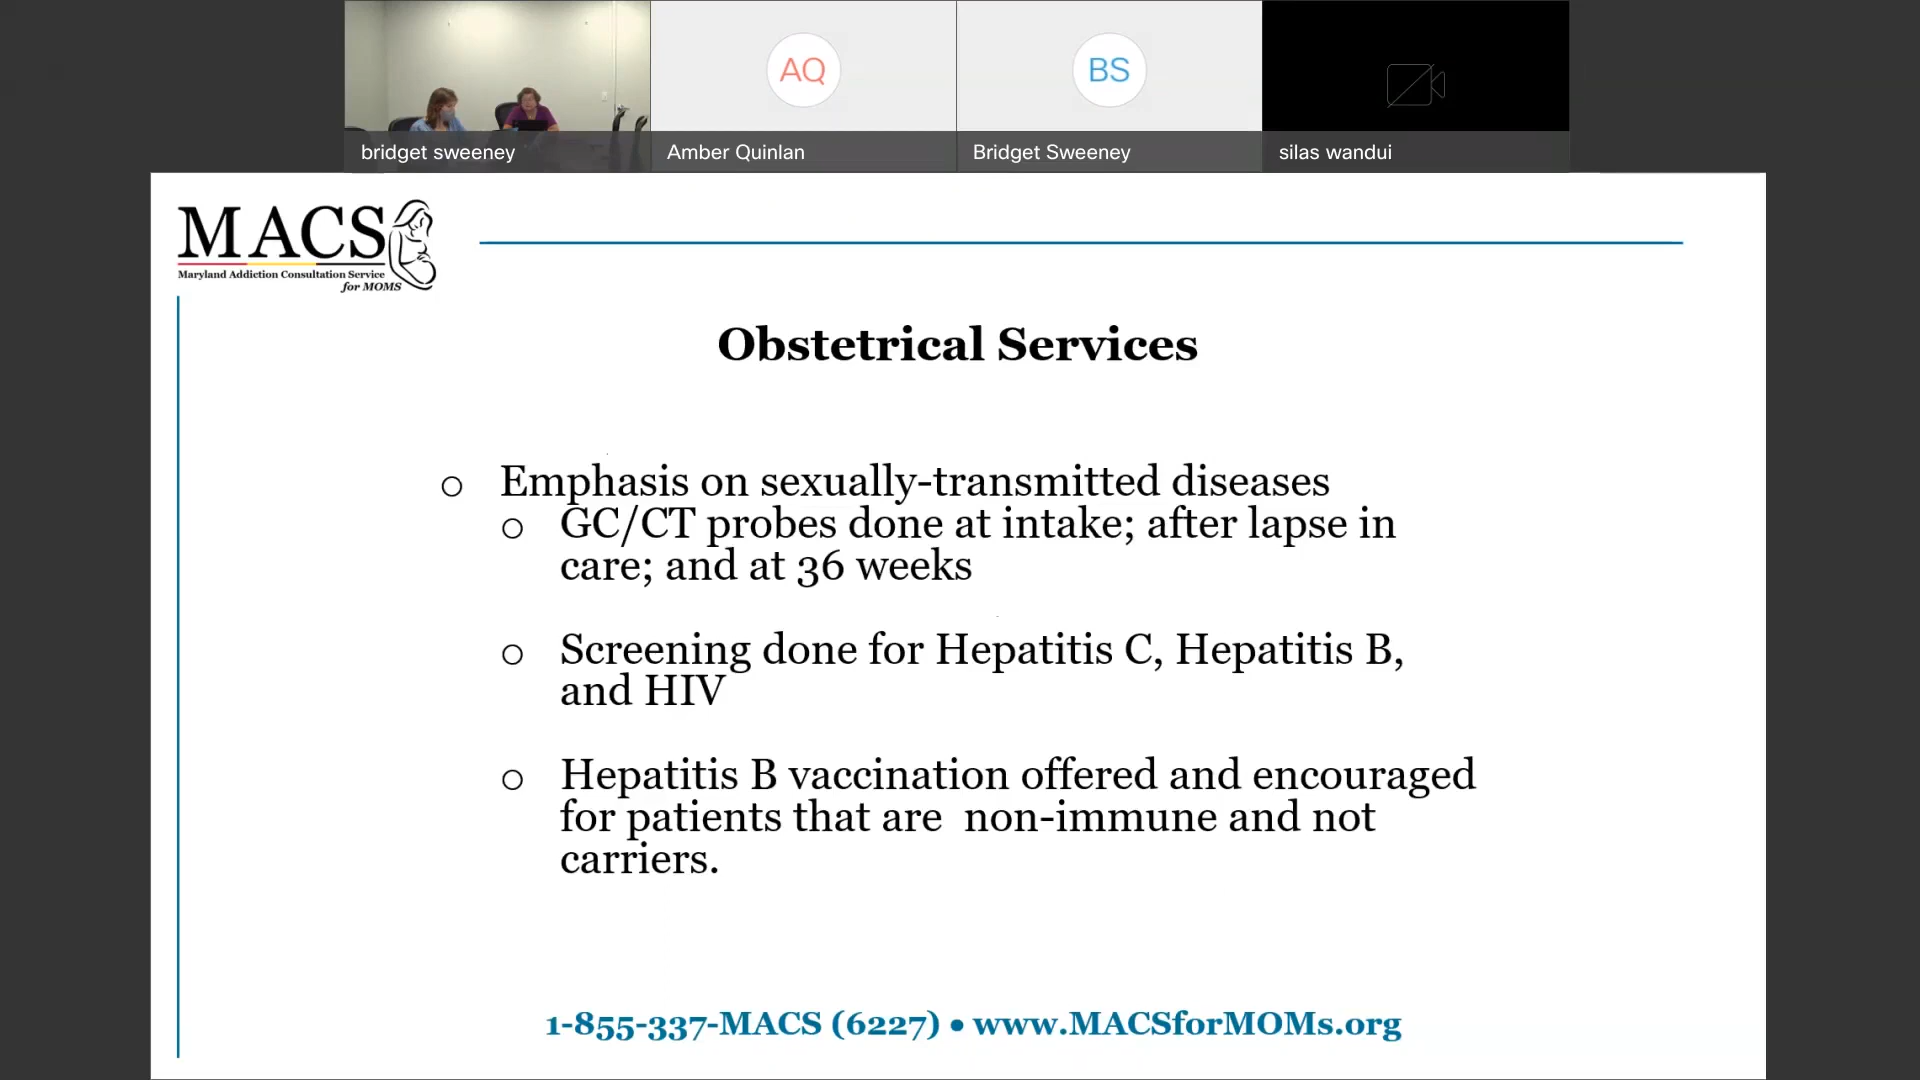 bridget sweeney
AQ
Amber Quinlan
BS
Bridget Sweeney
silas wandui
MACS
Maryland Addiction Consultation Service
for MOMS
Obstetrical Services
Emphasis on sexually-transmitted diseases
GC/CT probes done at intake; after lapse in
care; and at 36 weeks
Screening done for Hepatitis C, Hepatitis B,
and HIV
Hepatitis B vaccination offered and encouraged
for patients that are non-immune and not
carriers.
1-855-337-MACS (6227) • www.MACSforMOMs.org